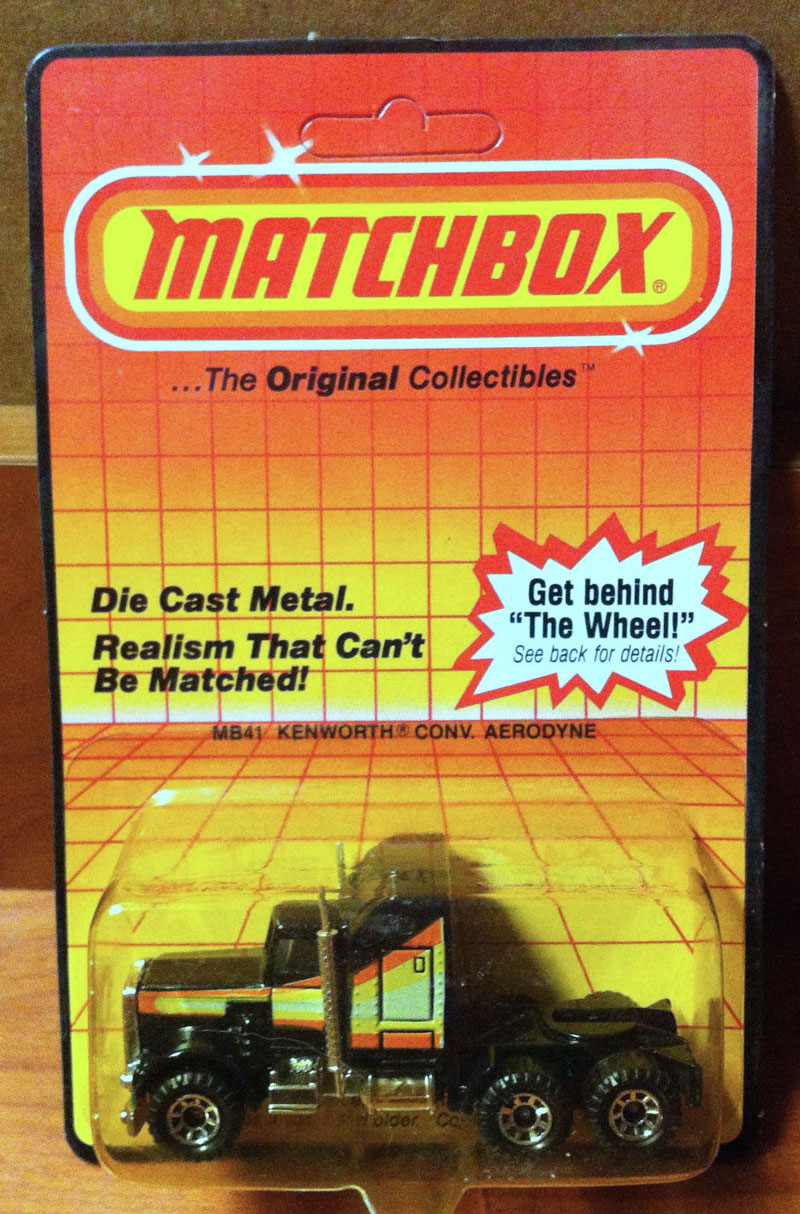 MATCHBOX®
...The Original Collectibles™
Die Cast Metal.
Realism That Can't
Be Matched!
Get behind
"The Wheel!"
See back for details!
MB41 KENWORTH® CONV. AERODYNE